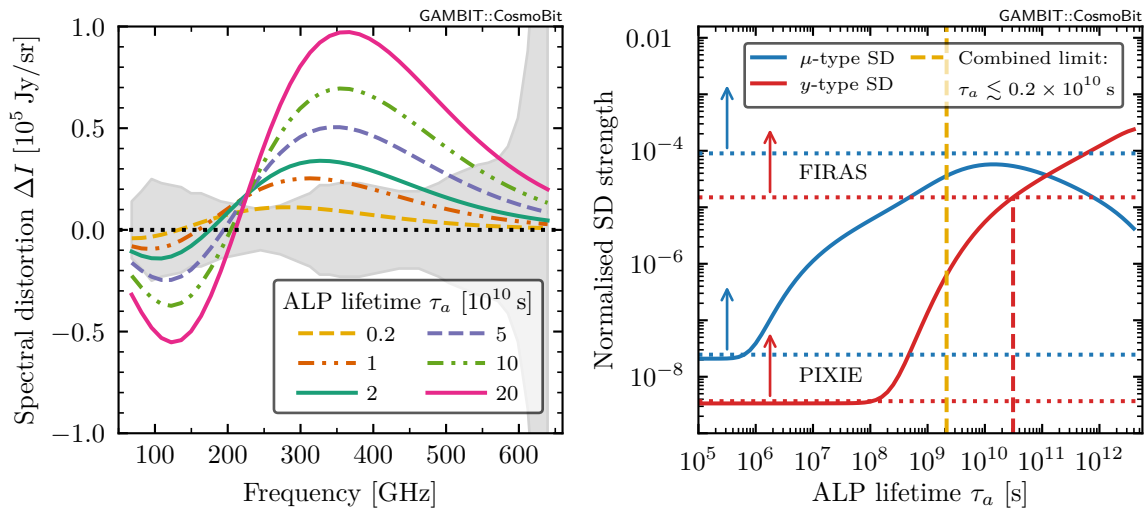 GAMBIT::CosmoBit
Spectral distortion ΔI [10⁵ Jy/sr]
1.0
0.5
0.0
−0.5
−1.0
ALP lifetime τₐ [10¹⁰ s]
0.2
5
1
10
2
20
100 200 300 400 500 600
Frequency [GHz]
GAMBIT::CosmoBit
Normalised SD strength
0.01
10⁻⁴
10⁻⁶
10⁻⁸
μ-type SD
y-type SD
Combined limit:
τₐ ≲ 0.2 × 10¹⁰ s
FIRAS
PIXIE
10⁵ 10⁶ 10⁷ 10⁸ 10⁹ 10¹⁰ 10¹¹ 10¹²
ALP lifetime τₐ [s]